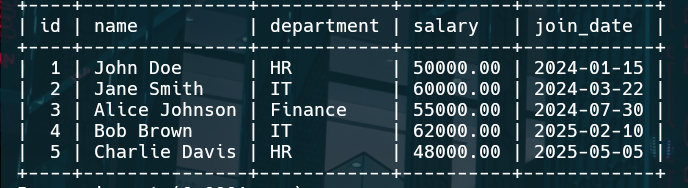 +----+---------------+------------+----------+------------+
| id | name          | department | salary   | join_date  |
+----+---------------+------------+----------+------------+
|  1 | John Doe      | HR         | 50000.00 | 2024-01-15 |
|  2 | Jane Smith    | IT         | 60000.00 | 2024-03-22 |
|  3 | Alice Johnson | Finance    | 55000.00 | 2024-07-30 |
|  4 | Bob Brown     | IT         | 62000.00 | 2025-02-10 |
|  5 | Charlie Davis | HR         | 48000.00 | 2025-05-05 |
+----+---------------+------------+----------+------------+